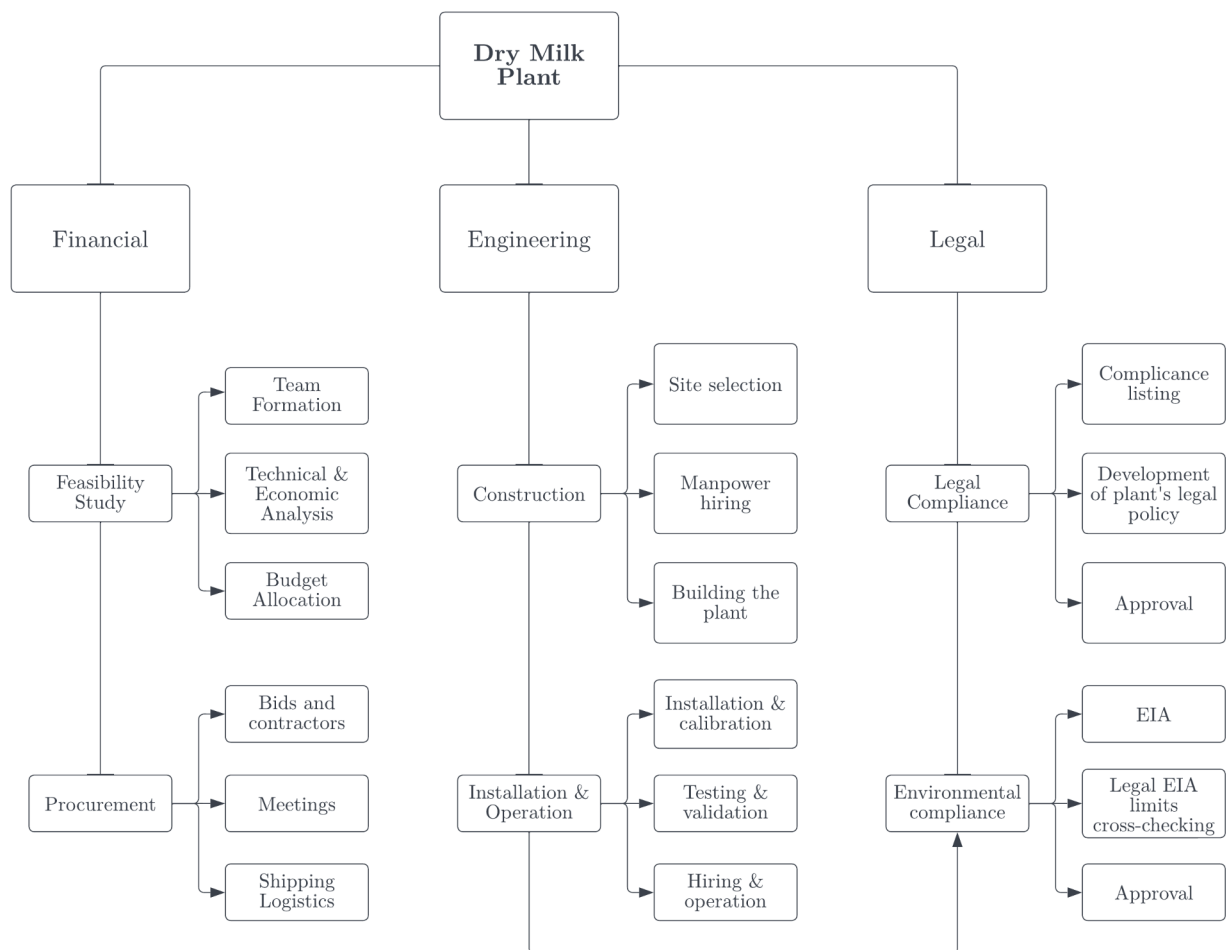 Dry Milk
Plant
Financial
Engineering
Legal
Team
Formation
Feasibility
Study
Technical &
Economic
Analysis
Budget
Allocation
Bids and
contractors
Procurement
Meetings
Shipping
Logistics
Site selection
Construction
Manpower
hiring
Building the
plant
Installation &
calibration
Installation &
Operation
Testing &
validation
Hiring &
operation
Complicance
listing
Legal
Compliance
Development
of plant's legal
policy
Approval
EIA
Environmental
compliance
Legal EIA
limits
cross-checking
Approval